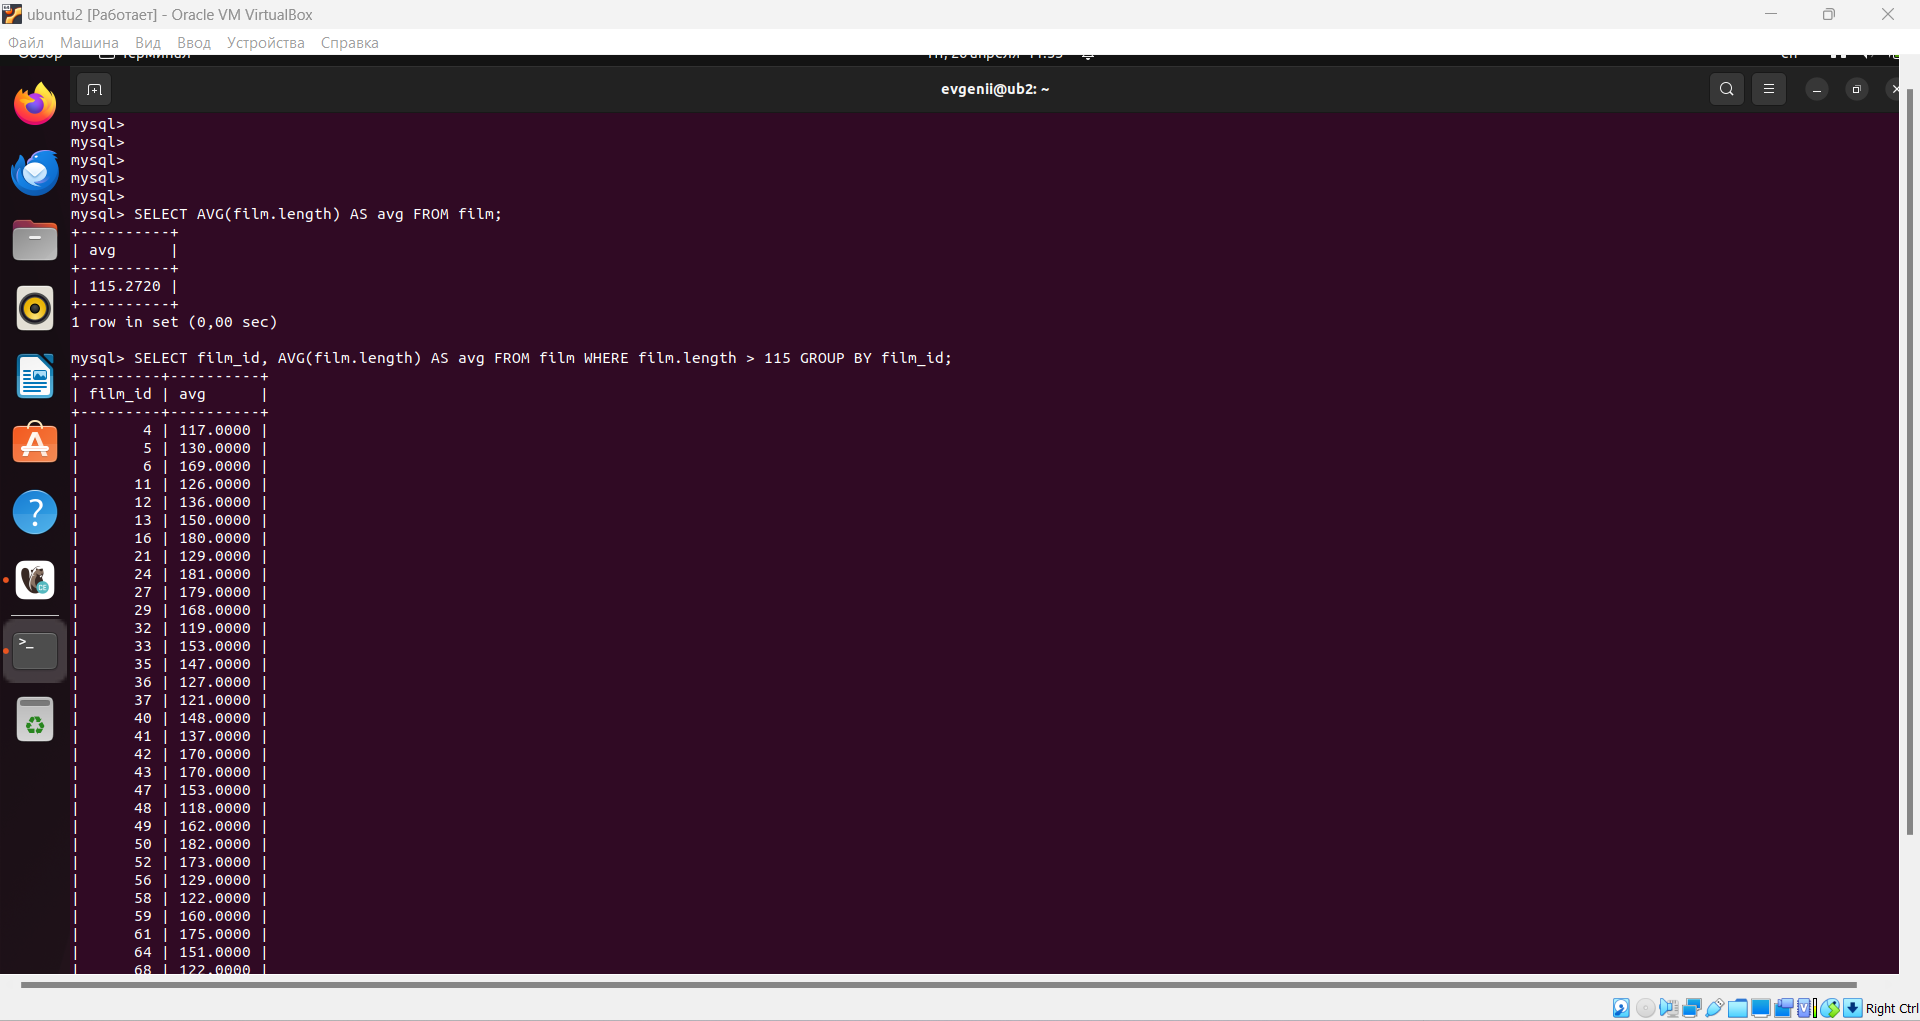 ubuntu2 [Работает] - Oracle VM VirtualBox
Файл Машина Вид Ввод Устройства Справка
evgenii@ub2: ~
mysql>
mysql>
mysql>
mysql>
mysql>
mysql> SELECT AVG(film.length) AS avg FROM film;
+----------+
| avg      |
+----------+
| 115.2720 |
+----------+
1 row in set (0,00 sec)
mysql> SELECT film_id, AVG(film.length) AS avg FROM film WHERE film.length > 115 GROUP BY film_id;
+---------+----------+
| film_id | avg      |
+---------+----------+
|       4 | 117.0000 |
|       5 | 130.0000 |
|       6 | 169.0000 |
|      11 | 126.0000 |
|      12 | 136.0000 |
|      13 | 150.0000 |
|      16 | 180.0000 |
|      21 | 129.0000 |
|      24 | 181.0000 |
|      27 | 179.0000 |
|      29 | 168.0000 |
|      32 | 119.0000 |
|      33 | 153.0000 |
|      35 | 147.0000 |
|      36 | 127.0000 |
|      37 | 121.0000 |
|      40 | 148.0000 |
|      41 | 137.0000 |
|      42 | 170.0000 |
|      43 | 170.0000 |
|      47 | 153.0000 |
|      48 | 118.0000 |
|      49 | 162.0000 |
|      50 | 182.0000 |
|      52 | 173.0000 |
|      56 | 129.0000 |
|      58 | 122.0000 |
|      59 | 160.0000 |
|      61 | 175.0000 |
|      64 | 151.0000 |
|      68 | 122.0000 |
Right Ctrl